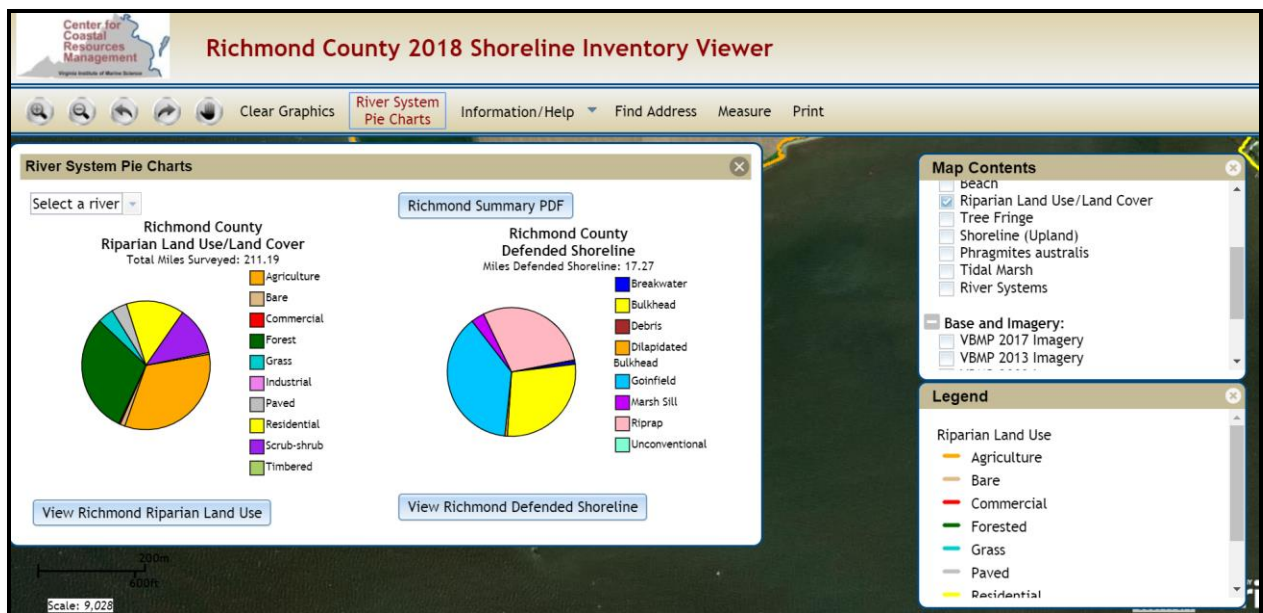 Center for
Coastal
Resources
Management
Virginia Institute of Marine Science
Richmond County 2018 Shoreline Inventory Viewer
Clear Graphics
River System
Pie Charts
Information/Help
Find Address
Measure
Print
River System Pie Charts
Select a river
Richmond County
Riparian Land Use/Land Cover
Total Miles Surveyed: 211.19
Agriculture
Bare
Commercial
Forest
Grass
Industrial
Paved
Residential
Scrub-shrub
Timbered
View Richmond Riparian Land Use
Richmond Summary PDF
Richmond County
Defended Shoreline
Miles Defended Shoreline: 17.27
Breakwater
Bulkhead
Debris
Dilapidated
Bulkhead
Goinfield
Marsh Sill
Riprap
Unconventional
View Richmond Defended Shoreline
Map Contents
Beach
Riparian Land Use/Land Cover
Tree Fringe
Shoreline (Upland)
Phragmites australis
Tidal Marsh
River Systems
Base and Imagery:
VBMP 2017 Imagery
VBMP 2013 Imagery
Legend
Riparian Land Use
Agriculture
Bare
Commercial
Forested
Grass
Paved
Residential
200m
600ft
Scale: 9,028